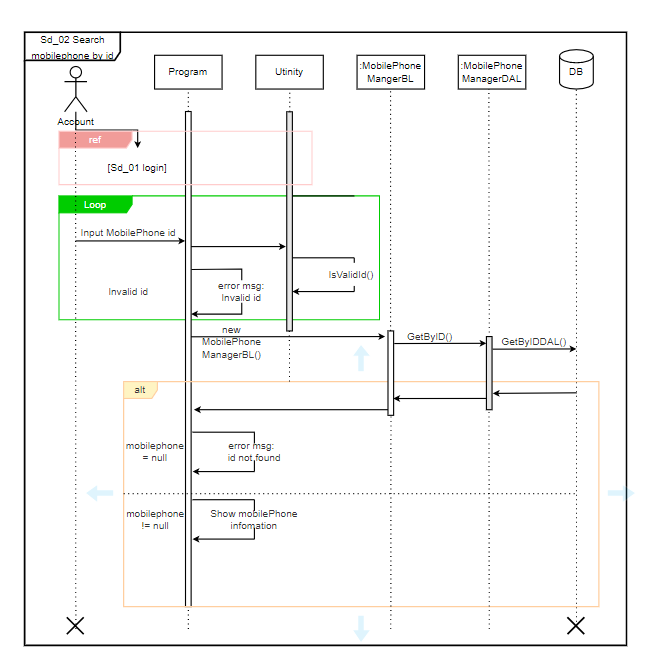 Sd_02 Search
mobilephone by id
Program
Utinity
:MobilePhone
MangerBL
:MobilePhone
ManagerDAL
DB
Account
ref
[Sd_01 login]
Loop
Input MobilePhone id
IsValidId()
error msg:
Invalid id
Invalid id
new
MobilePhone
ManagerBL()
GetByID()
GetByIDDAL()
alt
mobilephone
= null
error msg:
id not found
mobilephone
!= null
Show mobilePhone
infomation